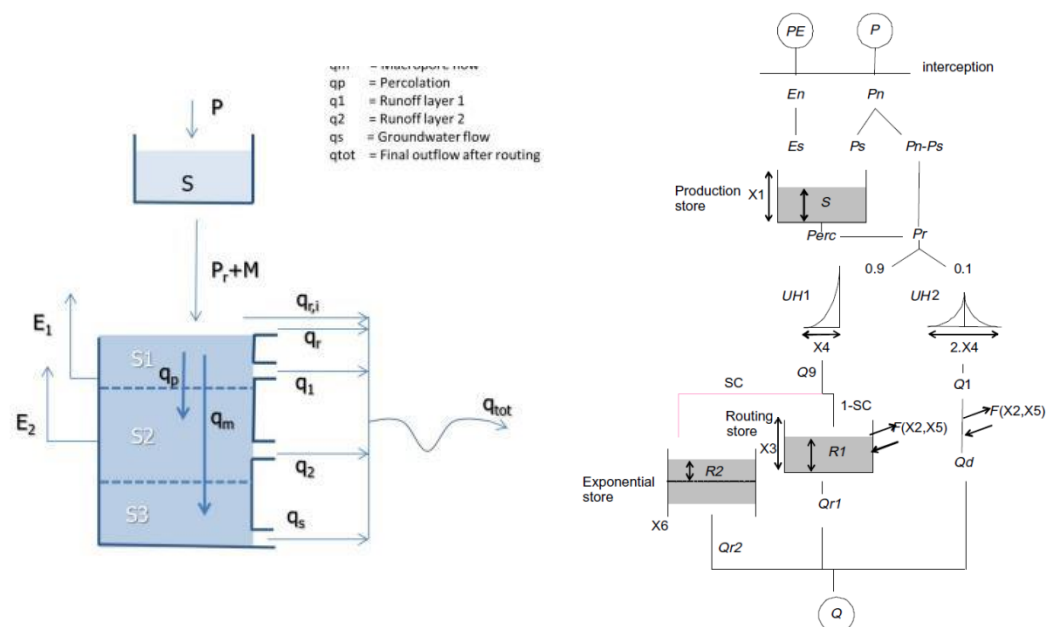 qm = Macropore flow
qp = Percolation
q1 = Runoff layer 1
q2 = Runoff layer 2
qs = Groundwater flow
qtot = Final outflow after routing
P
S
Pr+M
qr,i
E1
qr
S1
qp
q1
E2
qm
qtot
S2
q2
S3
qs
PE
P
interception
En
Pn
Es
Ps
Pn-Ps
Production
store
X1
S
Perc
Pr
0.9
0.1
UH1
UH2
X4
2.X4
Q9
Q1
SC
1-SC
F(X2,X5)
F(X2,X5)
Routing
store
X3
R1
R2
Qd
Exponential
store
X6
Qr1
Qr2
Q